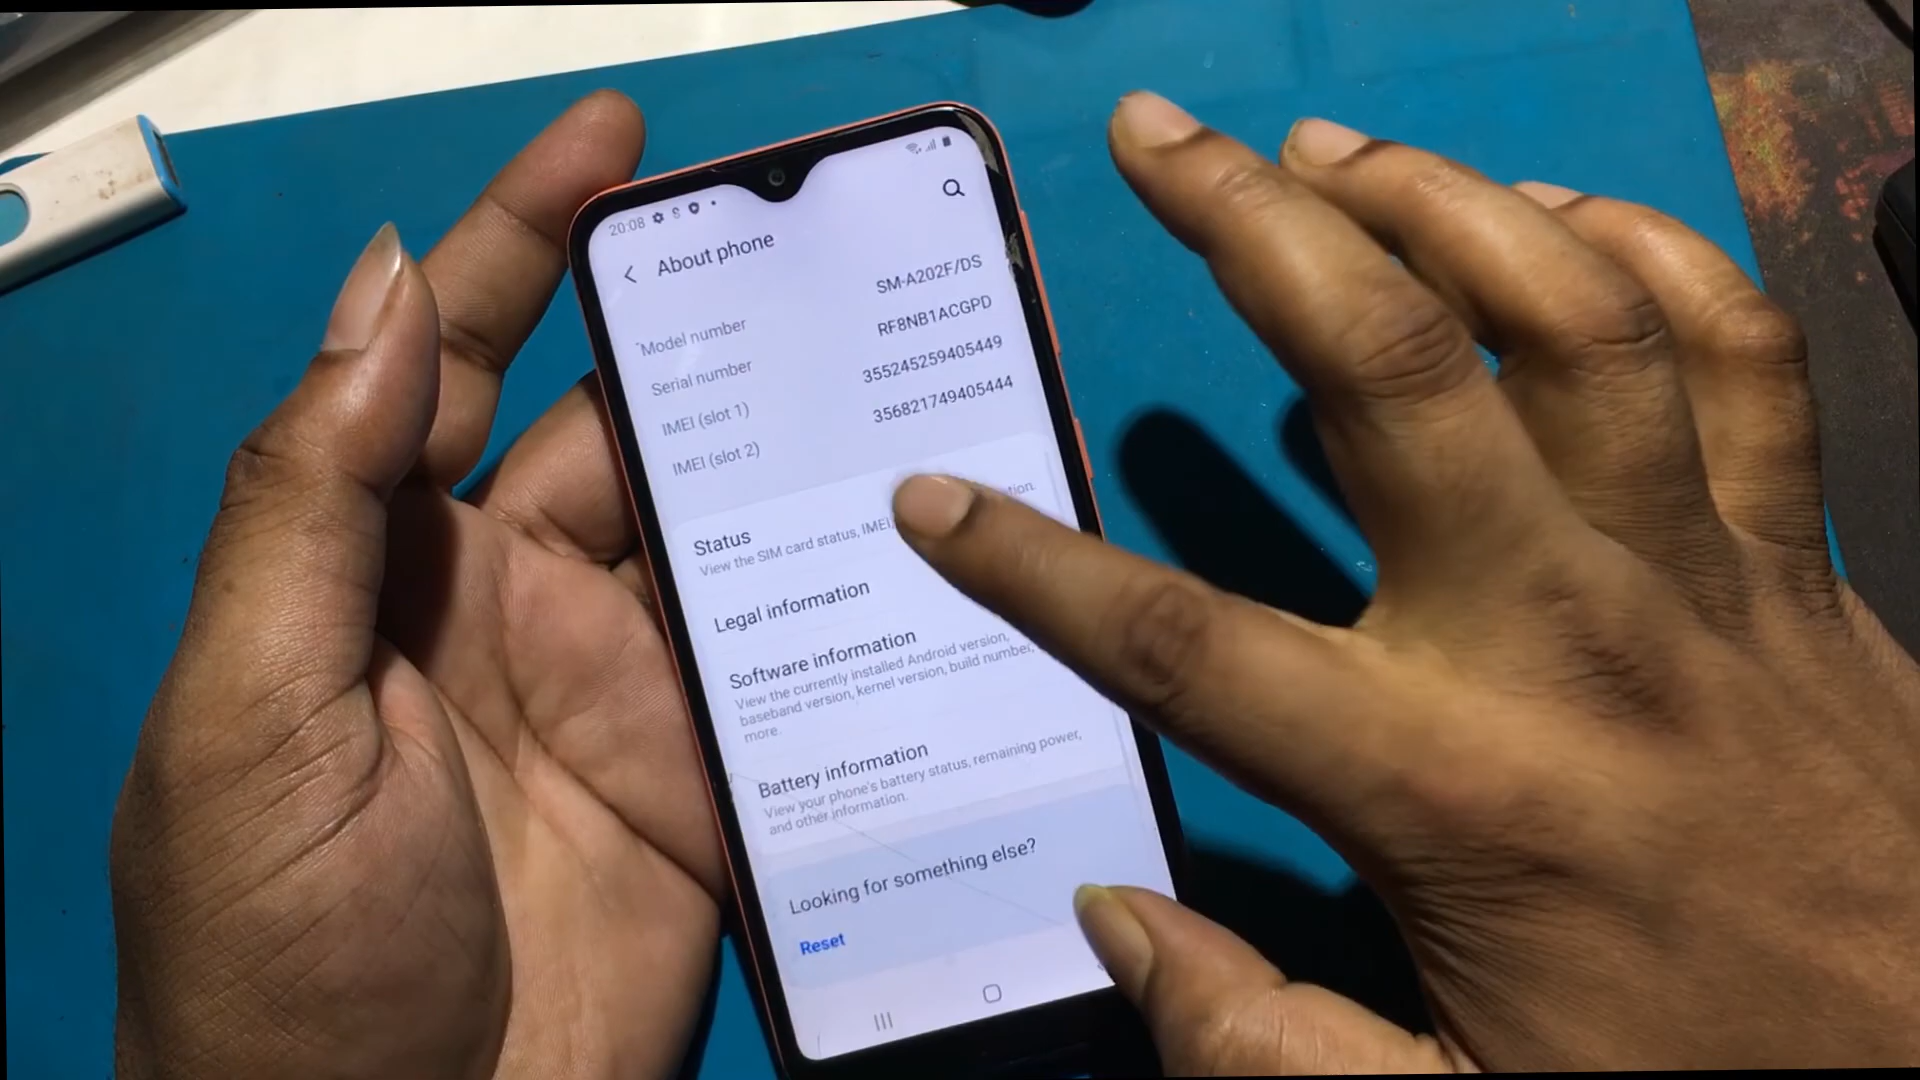 20:08
About phone
Model number SM-A202F/DS
Serial number RF8NB1ACGPD
IMEI (slot 1) 355245259405449
IMEI (slot 2) 356821749405444
Status
View the SIM card status, IMEI, tion.
Legal information
Software information
View the currently installed Android version,
baseband version, kernel version, build number,
more.
Battery information
View your phone's battery status, remaining power,
and other information.
Looking for something else?
Reset